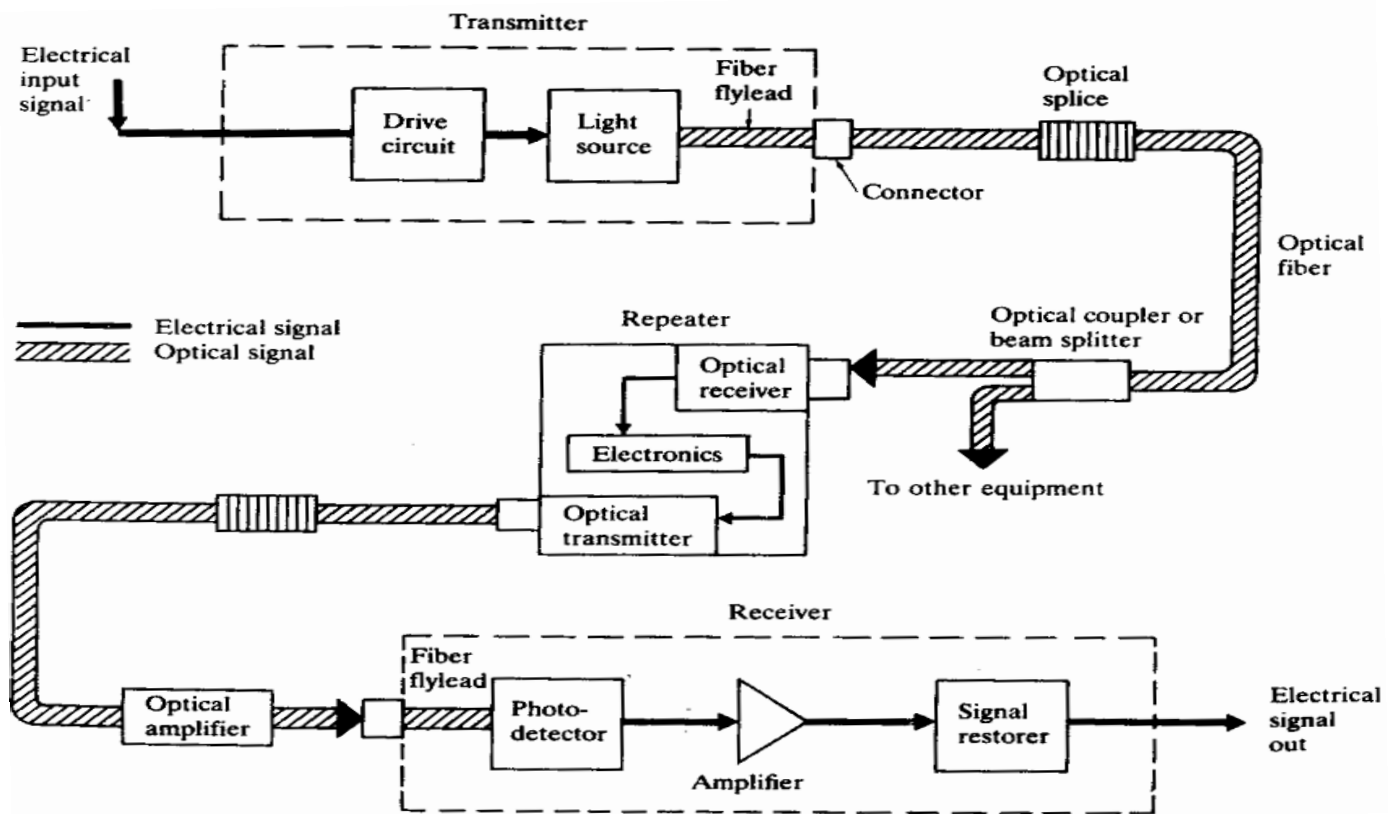 Transmitter
Electrical
input
signal
Drive
circuit
Light
source
Fiber
flylead
Connector
Optical
splice
Optical
fiber
Electrical signal
Optical signal
Repeater
Optical
receiver
Electronics
Optical
transmitter
Optical coupler or
beam splitter
To other equipment
Receiver
Optical
amplifier
Fiber
flylead
Photo-
detector
Amplifier
Signal
restorer
Electrical
signal
out